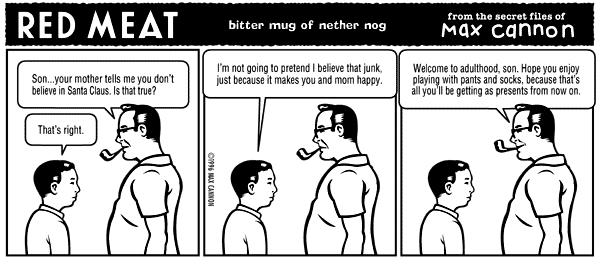 RED MEAT
bitter mug of nether nog
from the secret files of
Max cannon
Son...your mother tells me you don't
believe in Santa Claus. Is that true?
That's right.
I'm not going to pretend I believe that junk,
just because it makes you and mom happy.
©1996 MAX CANNON
Welcome to adulthood, son. Hope you enjoy
playing with pants and socks, because that's
all you'll be getting as presents from now on.